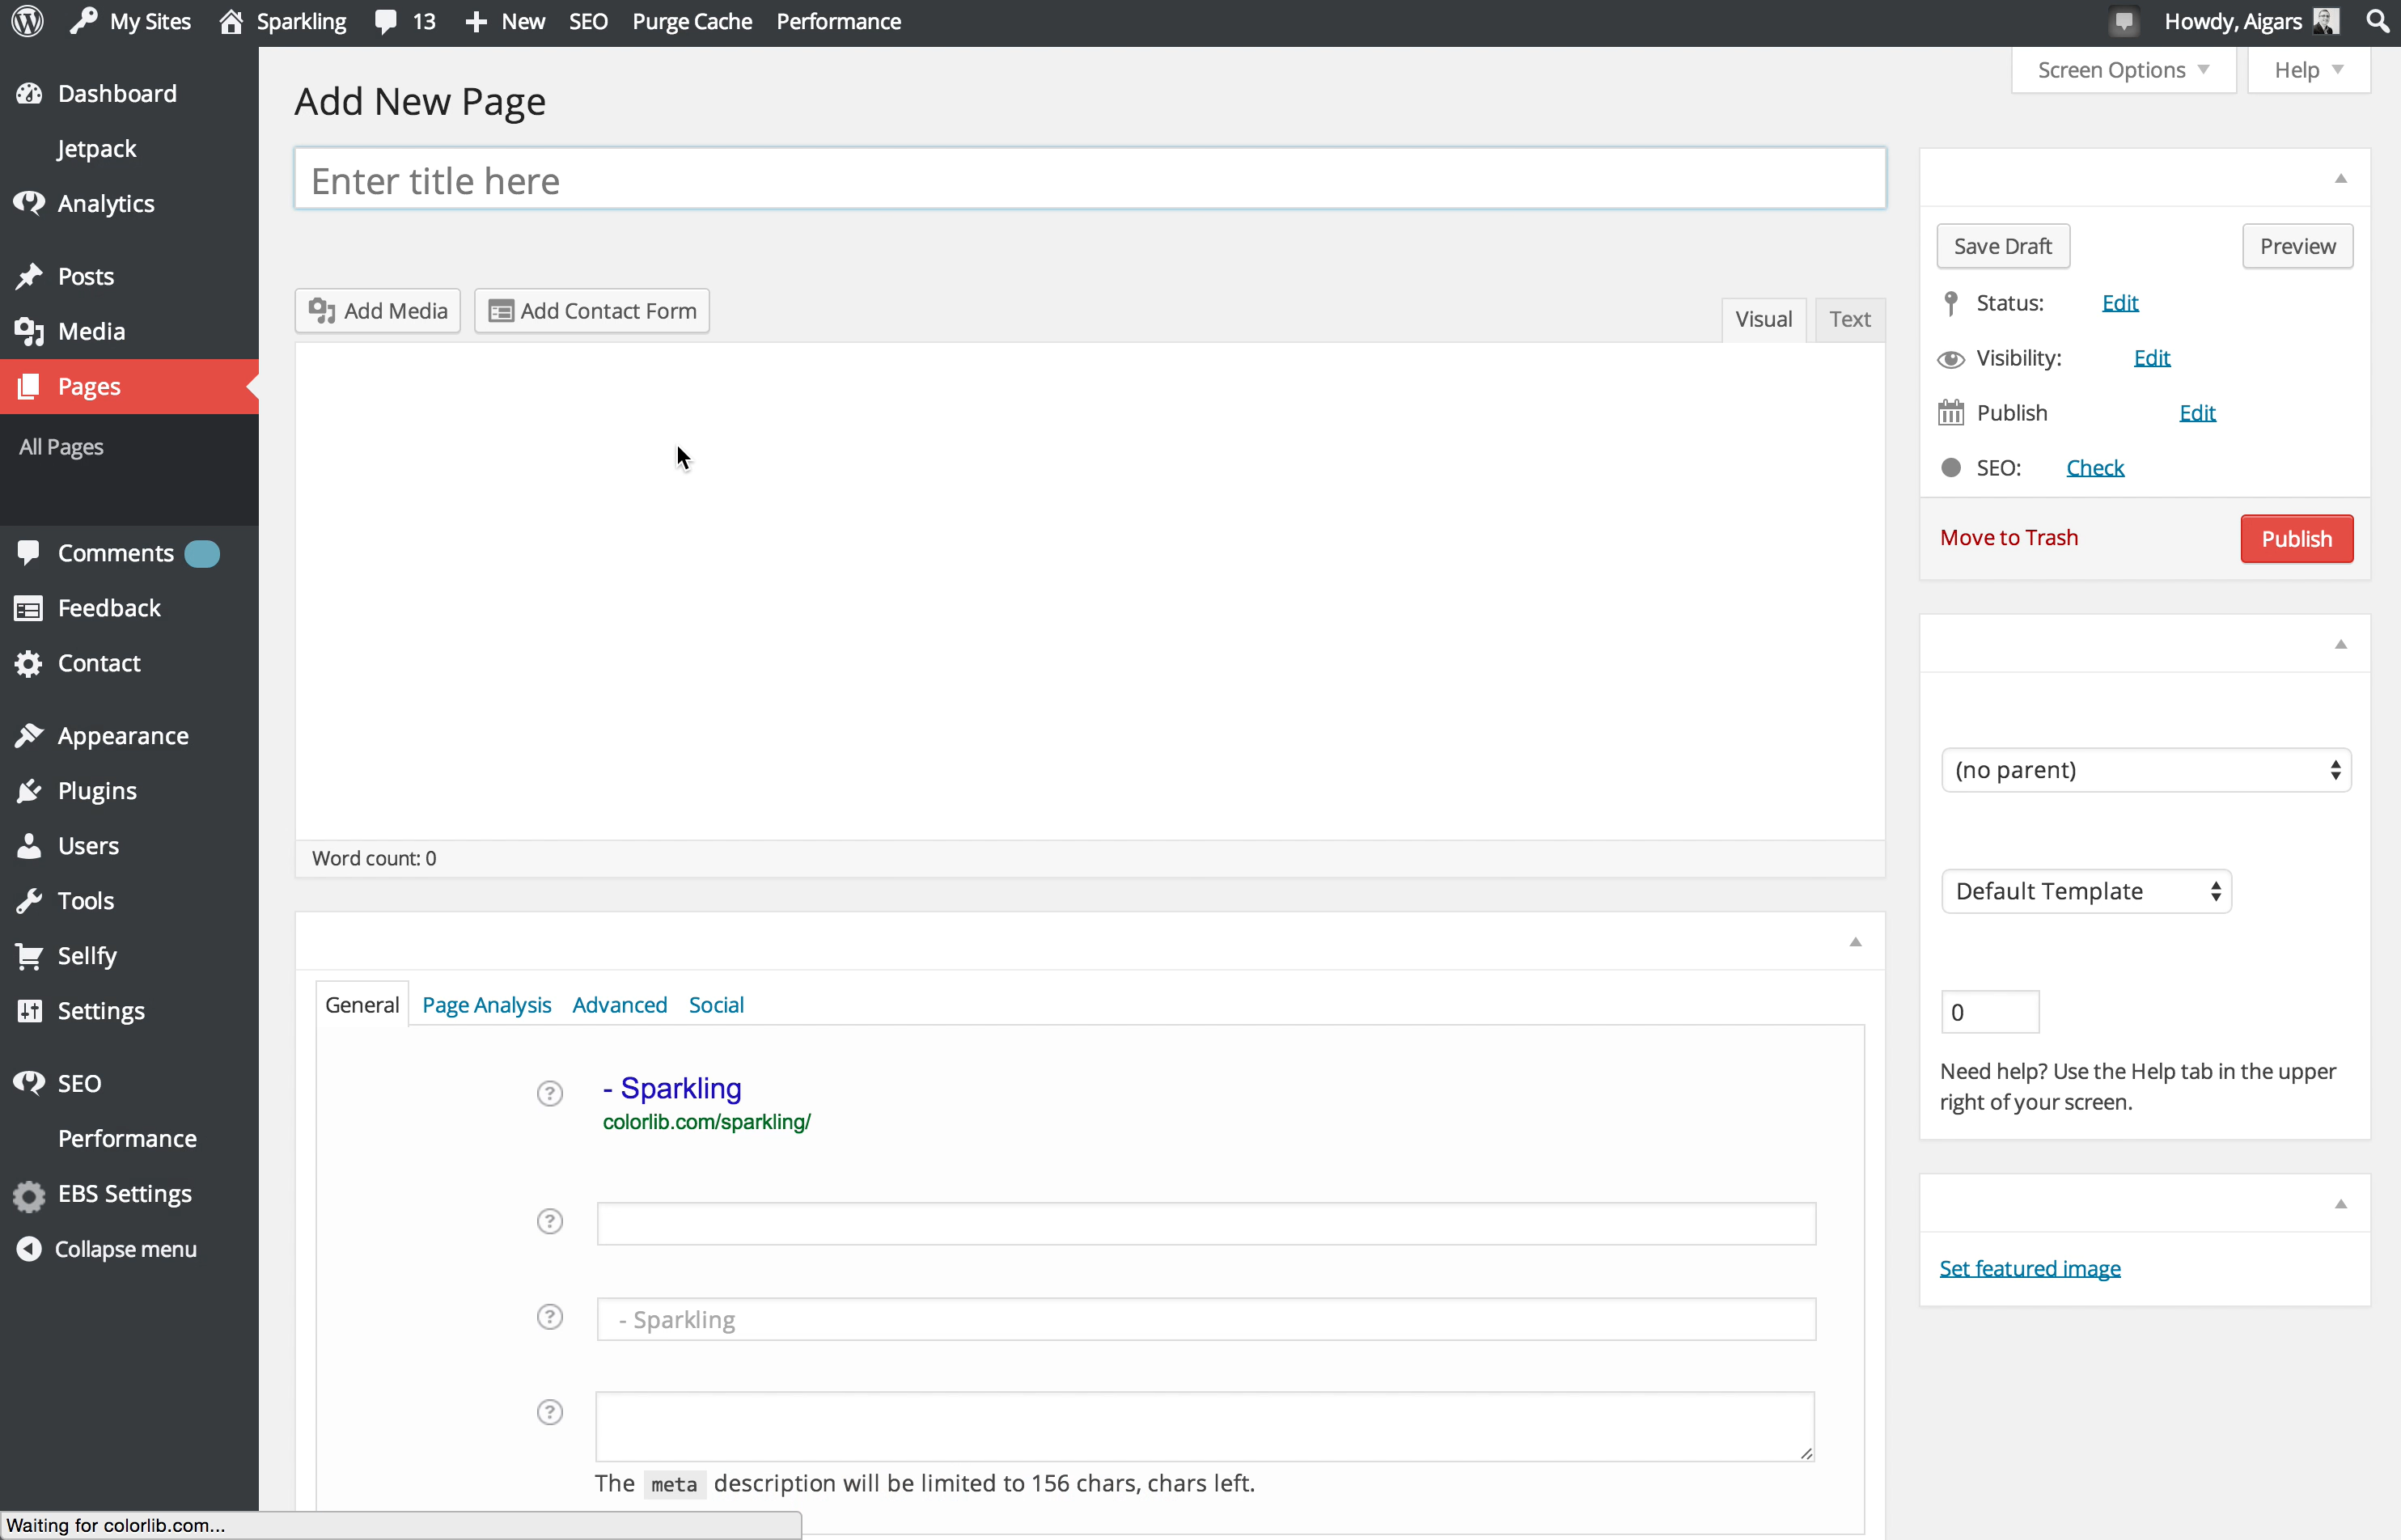 My Sites Sparkling 13 New SEO Purge Cache Performance Howdy, Aigars
Screen Options Help
Dashboard
Jetpack
Analytics
Posts
Media
Pages
All Pages
Comments
Feedback
Contact
Appearance
Plugins
Users
Tools
Sellfy
Settings
SEO
Performance
EBS Settings
Collapse menu
Add New Page
Enter title here
Add Media Add Contact Form Visual Text
Word count: 0
General Page Analysis Advanced Social
- Sparkling
colorlib.com/sparkling/
- Sparkling
The meta description will be limited to 156 chars, chars left.
Save Draft Preview
Status: Edit
Visibility: Edit
Publish Edit
SEO: Check
Move to Trash Publish
(no parent)
Default Template
0
Need help? Use the Help tab in the upper
right of your screen.
Set featured image
Waiting for colorlib.com...